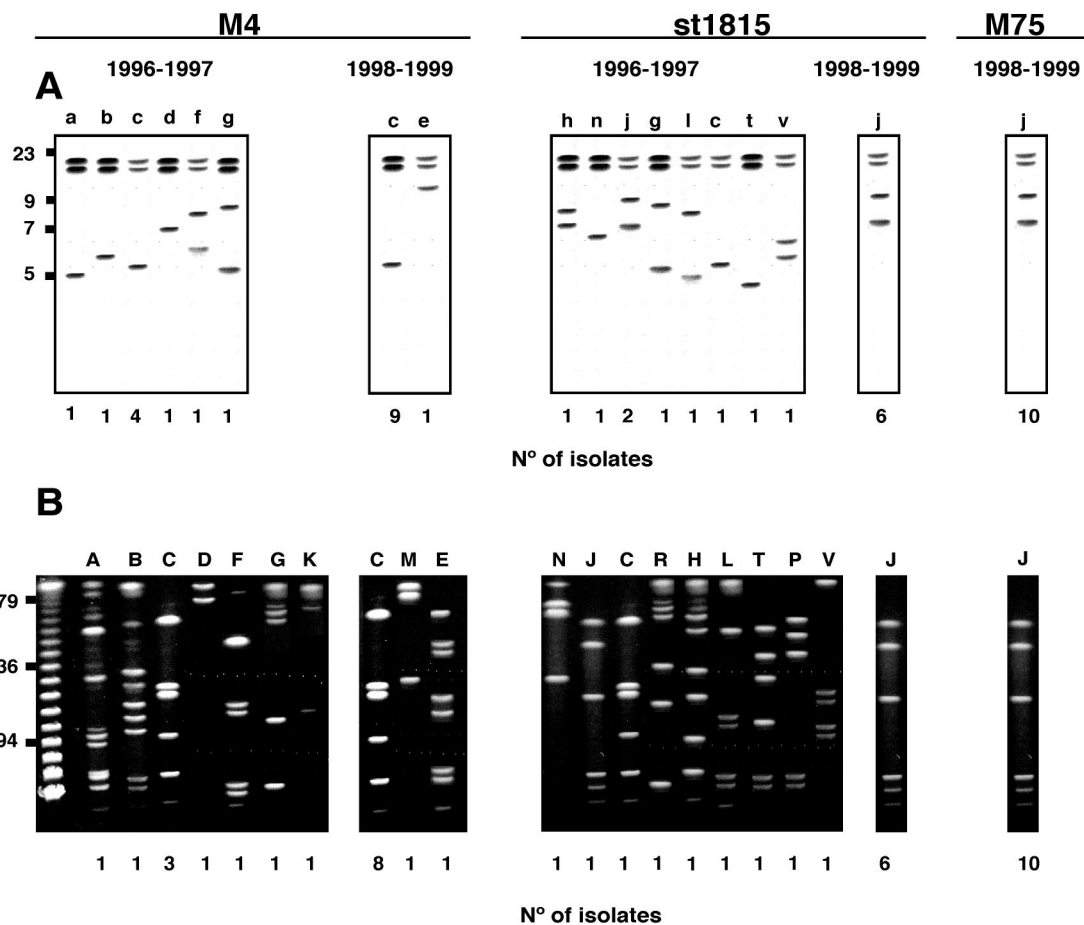 M4 st1815 M75
1996-1997 1998-1999 1996-1997 1998-1999 1998-1999
A
a b c d f g c e h n j g l c t v j j
23
9
7
5
1 1 4 1 1 1 9 1 1 1 2 1 1 1 1 1 6 10
Nº of isolates
B
A B C D F G K C M E N J C R H L T P V J J
79
36
94
1 1 3 1 1 1 1 8 1 1 1 1 1 1 1 1 1 1 1 6 10
Nº of isolates